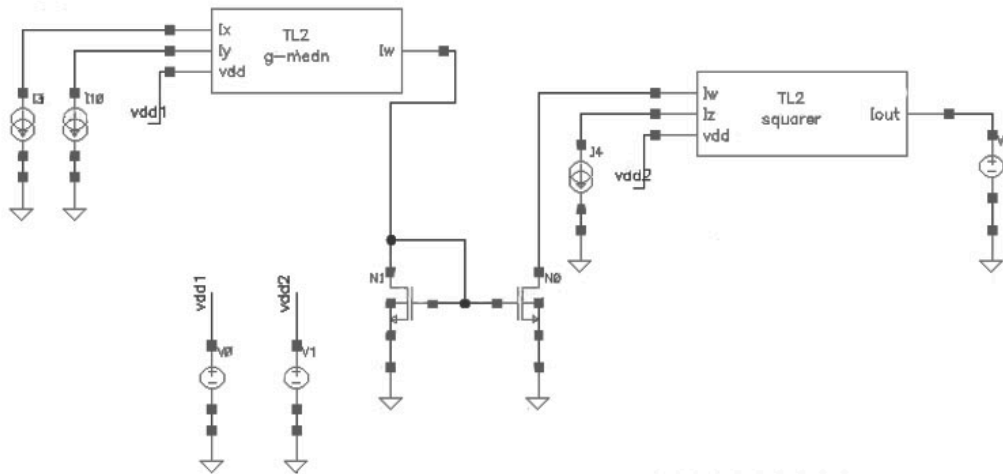 Ix
TL2
Iy
g-medn
Iw
vdd
I10
vdd1
Iw
TL2
Iz
squarer
Iout
vdd
I4
vdd2
V
N1
N0
vdd1
vdd2
V0
V1